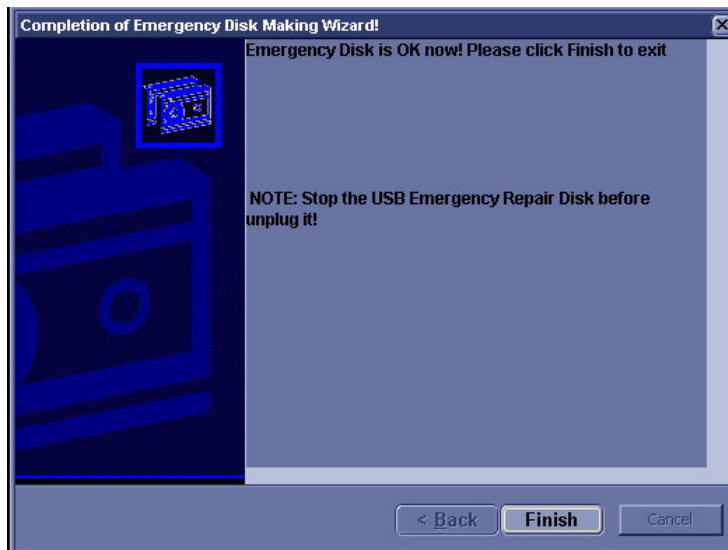 Completion of Emergency Disk Making Wizard!
Emergency Disk is OK now! Please click Finish to exit
NOTE: Stop the USB Emergency Repair Disk before
unplug it!
< Back
Finish
Cancel